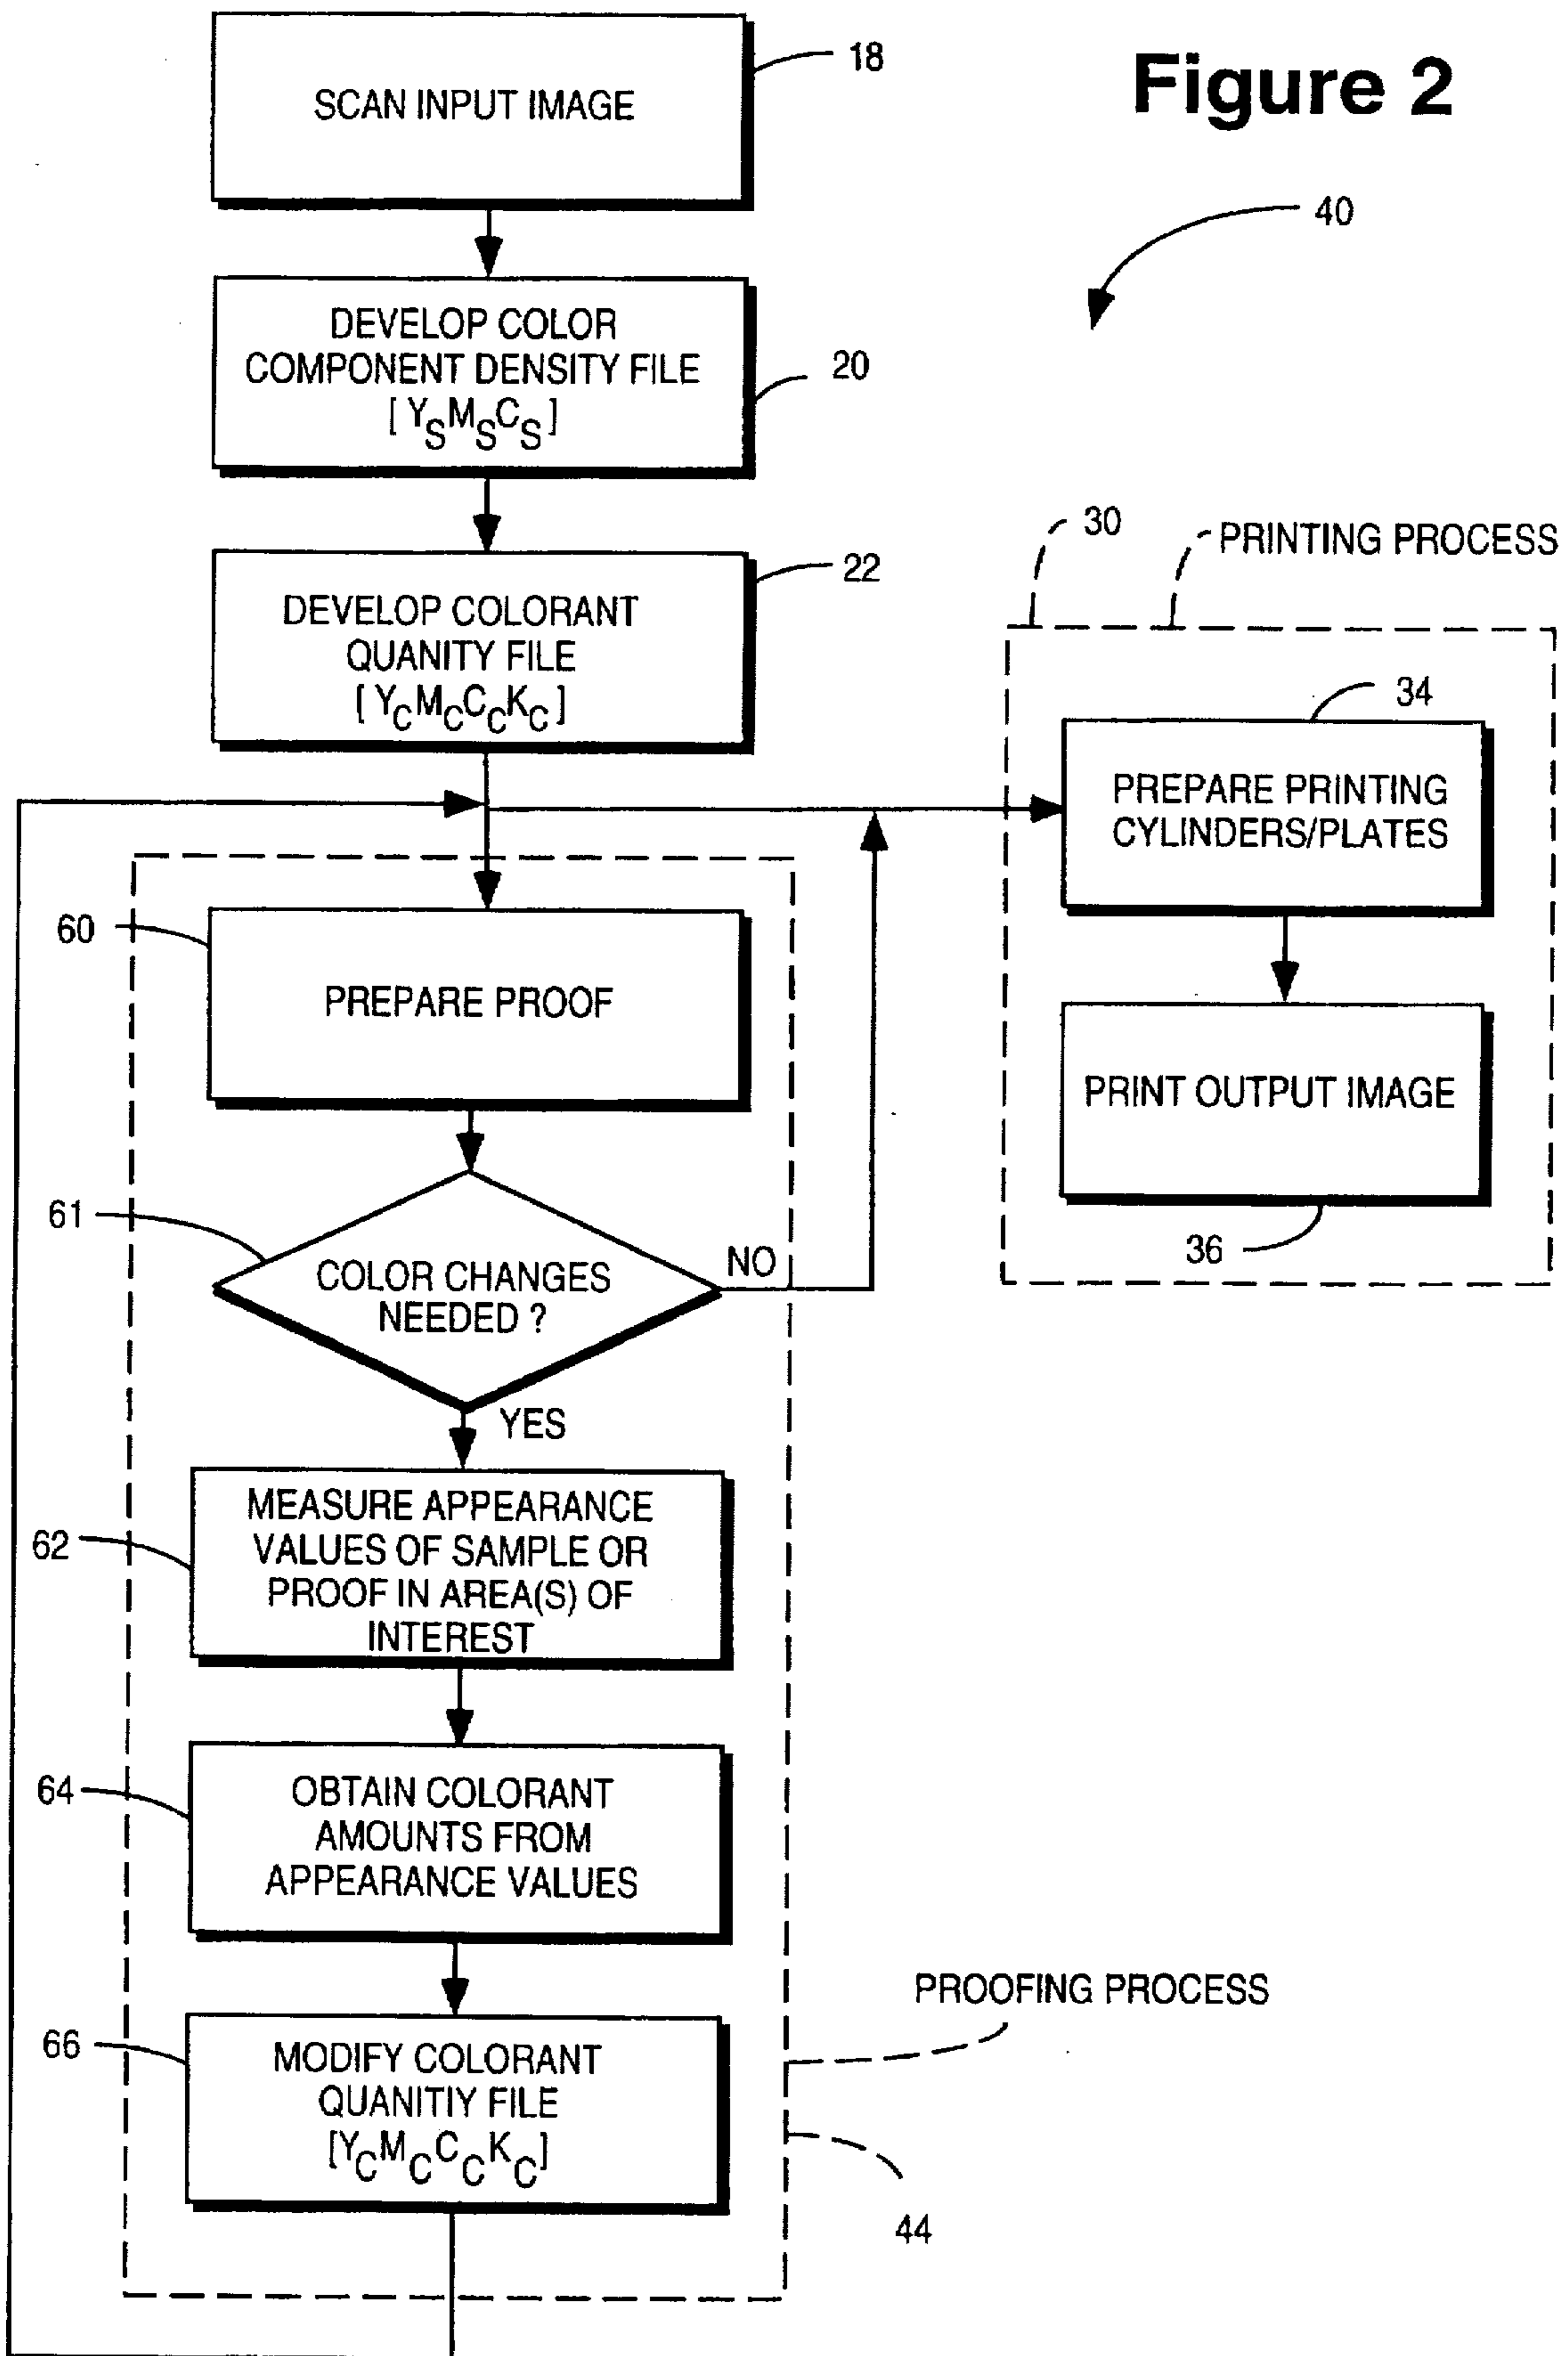 Figure 2
40
18
SCAN INPUT IMAGE
20
DEVELOP COLOR
COMPONENT DENSITY FILE
[ YSMSCS ]
22
DEVELOP COLORANT
QUANITY FILE
[ YCMCCCKC ]
30
PRINTING PROCESS
34
PREPARE PRINTING
CYLINDERS/PLATES
PRINT OUTPUT IMAGE
36
60
PREPARE PROOF
61
COLOR CHANGES
NEEDED ?
NO
YES
62
MEASURE APPEARANCE
VALUES OF SAMPLE OR
PROOF IN AREA(S) OF
INTEREST
64
OBTAIN COLORANT
AMOUNTS FROM
APPEARANCE VALUES
PROOFING PROCESS
66
MODIFY COLORANT
QUANITIY FILE
[YCMCCCKC]
44